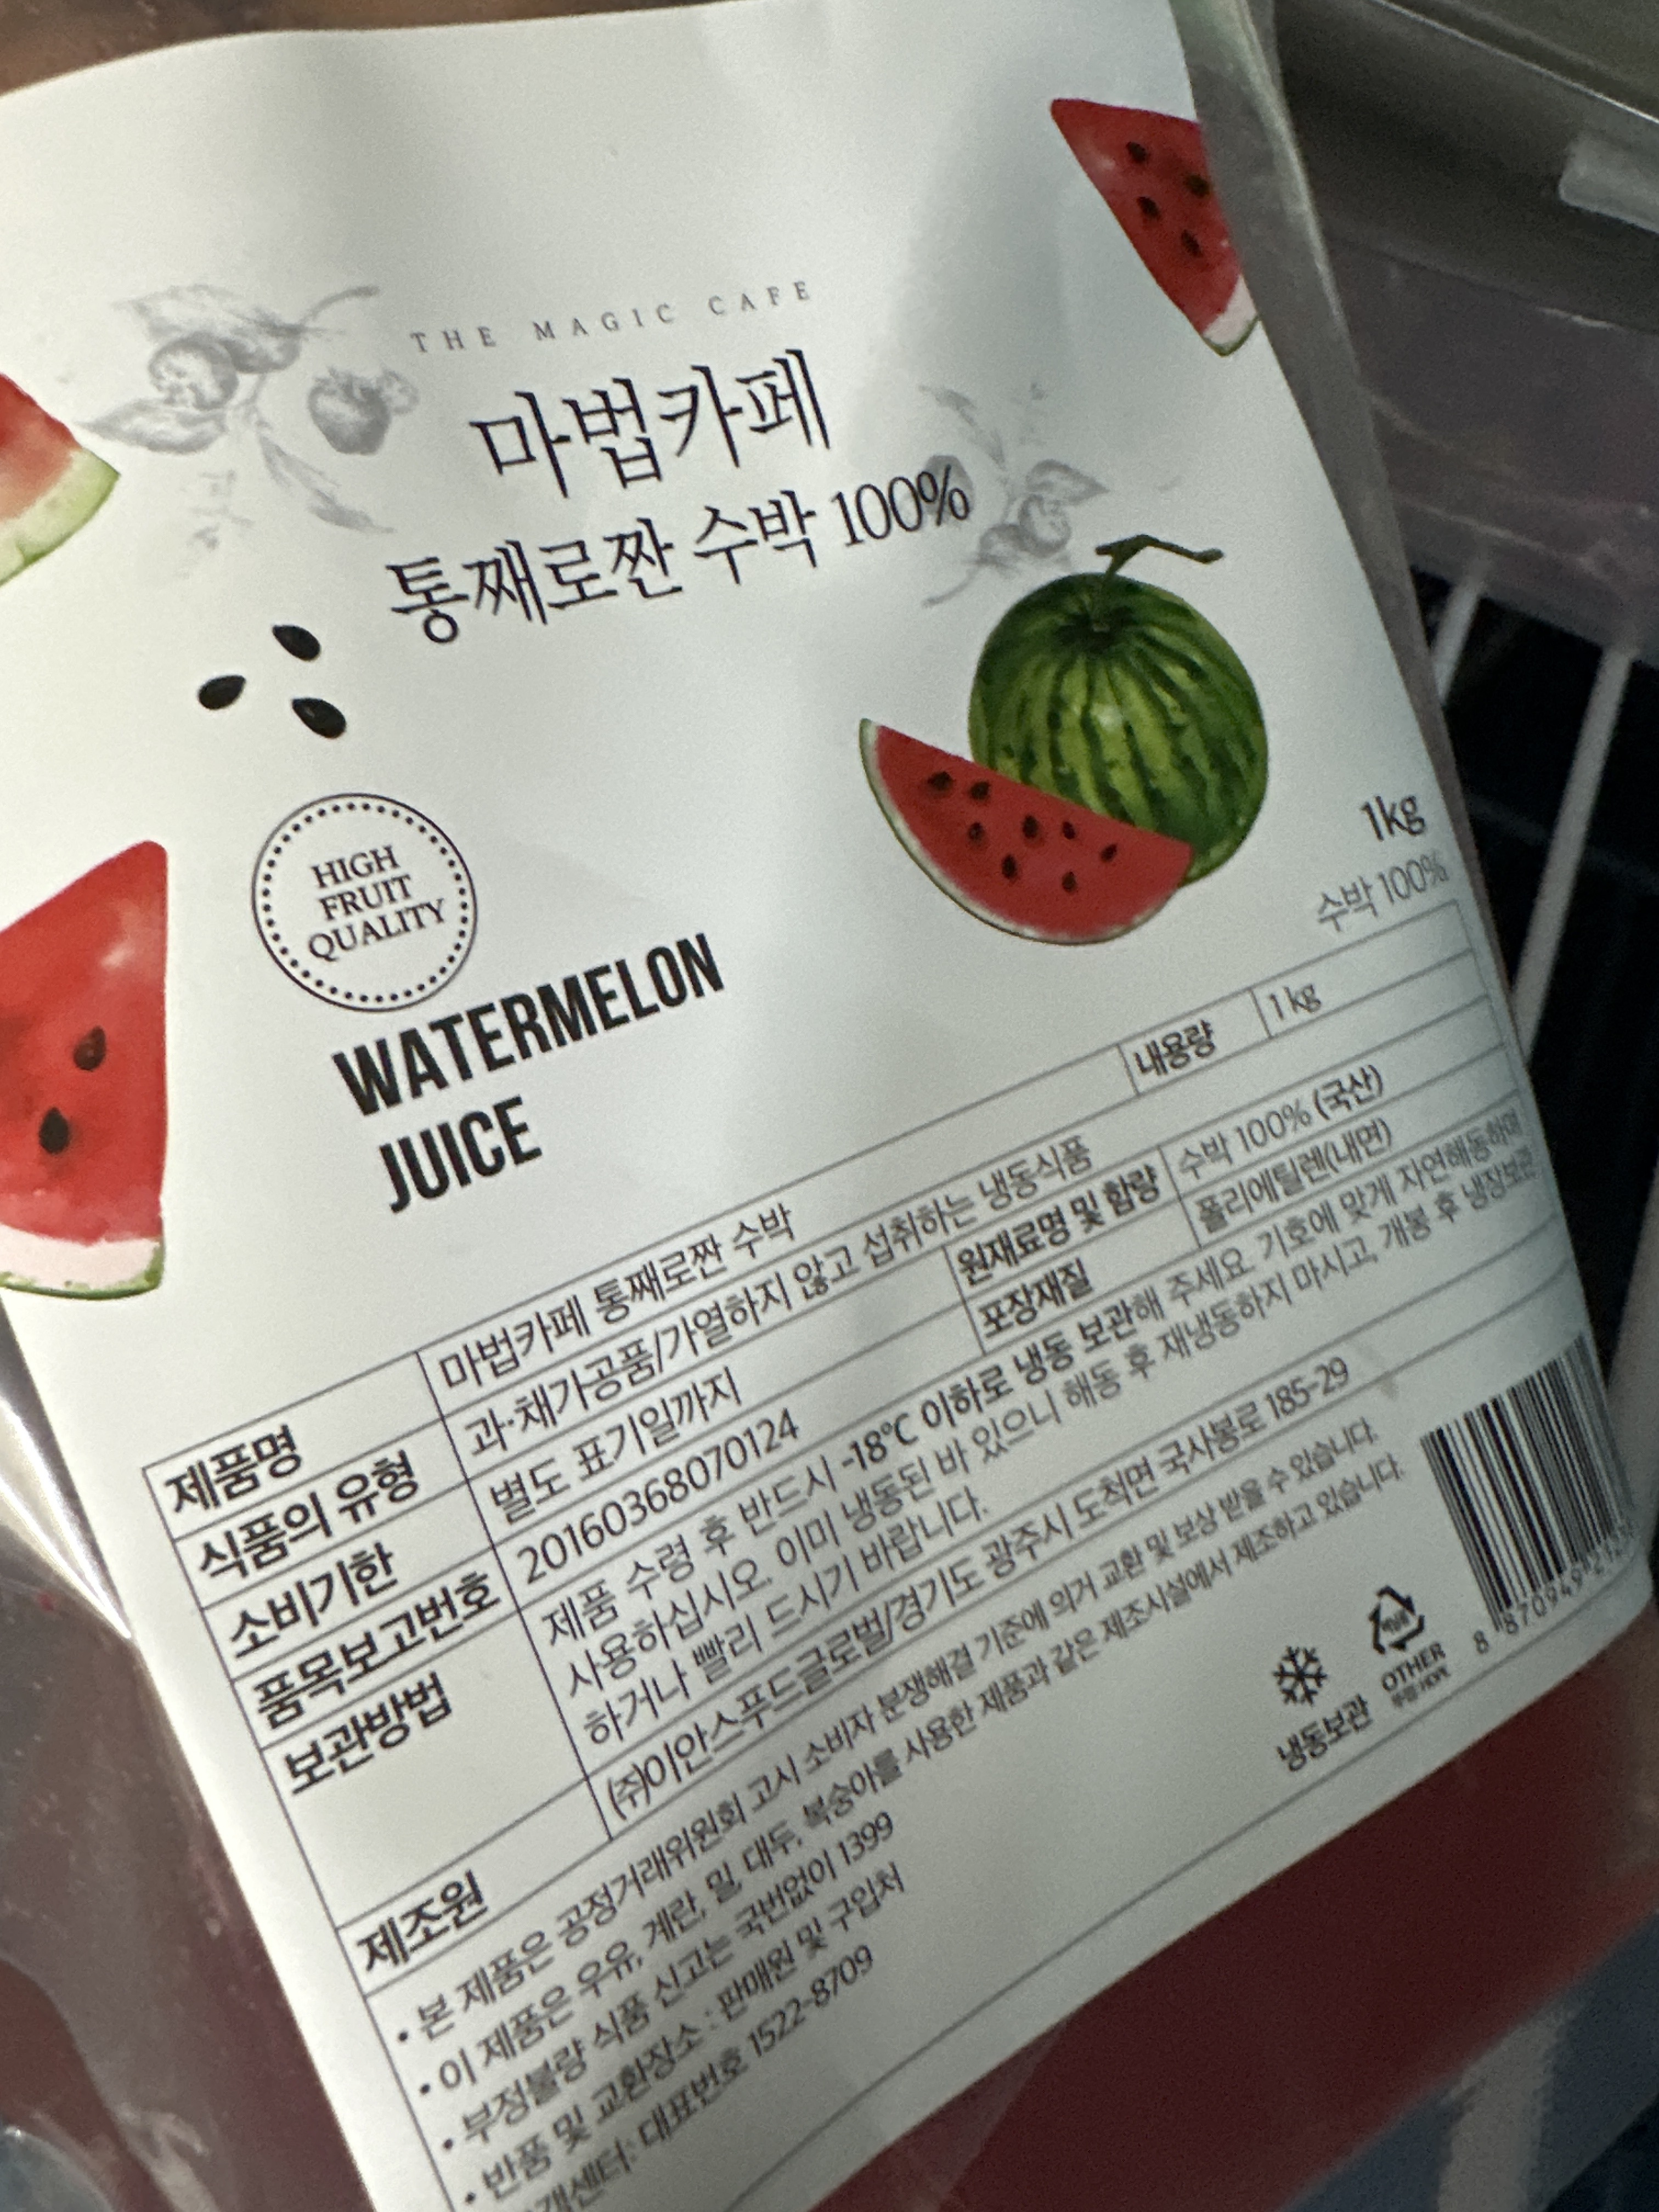 THE MAGIC CAFE
마법카페
통째로짠 수박 100%
HIGH
FRUIT
QUALITY
WATERMELON
JUICE
1kg
수박 100%
제품명 마법카페 통째로짠 수박 내용량 1 kg
식품의 유형 과·채가공품/가열하지 않고 섭취하는 냉동식품
소비기한 별도 표기일까지 원재료명 및 함량 수박 100% (국산)
품목보고번호 20160368070124 포장재질 폴리에틸렌(내면)
보관방법 제품 수령 후 반드시 -18℃ 이하로 냉동 보관해 주세요. 기호에 맞게 자연해동하여
사용하십시오. 이미 냉동된 바 있으니 해동 후 재냉동하지 마시고, 개봉 후 냉장보관
하거나 빨리 드시기 바랍니다.
제조원 (주)이안스푸드글로벌/경기도 광주시 도척면 국사봉로 185-29
• 본 제품은 공정거래위원회 고시 소비자 분쟁해결 기준에 의거 교환 및 보상 받을 수 있습니다.
• 이 제품은 우유, 계란, 밀, 대두, 복숭아를 사용한 제품과 같은 제조시설에서 제조하고 있습니다.
• 부정불량 식품 신고는 국번없이 1399
• 반품 및 교환장소 : 판매원 및 구입처
객센터: 대표번호 1522-8709
냉동보관
OTHER